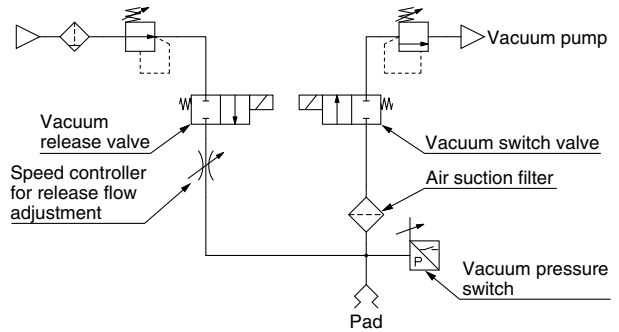 Vacuum pump
Vacuum
release valve
Vacuum switch valve
Speed controller
for release flow
adjustment
Air suction filter
P
Vacuum pressure
switch
Pad